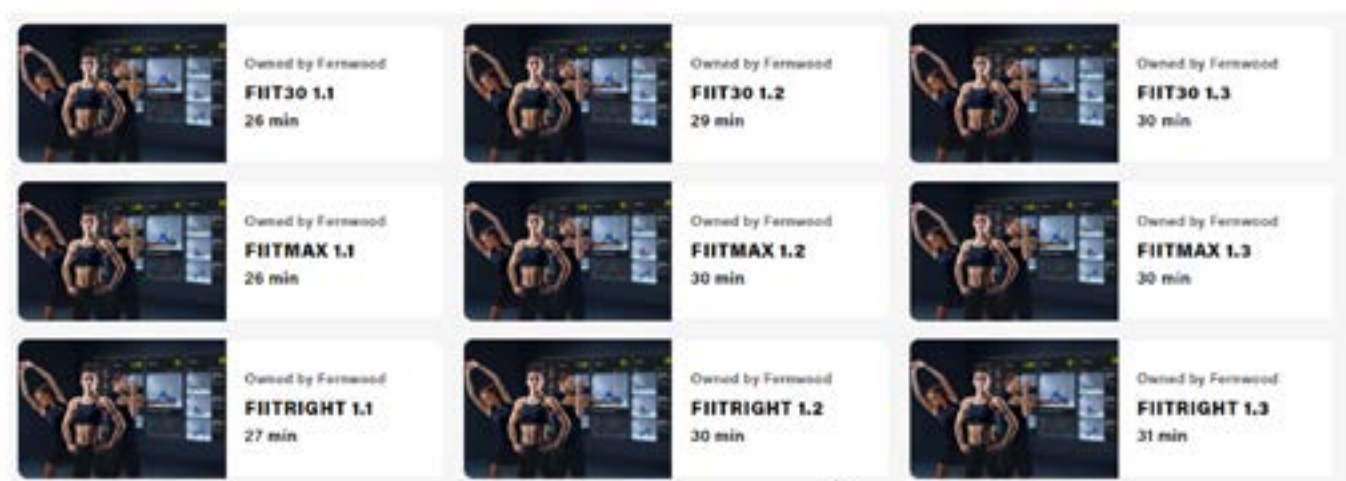 Owned by Fernwood
FIIT30 1.1
26 min
Owned by Fernwood
FIIT30 1.2
29 min
Owned by Fernwood
FIIT30 1.3
30 min
Owned by Fernwood
FIITMAX 1.1
26 min
Owned by Fernwood
FIITMAX 1.2
30 min
Owned by Fernwood
FIITMAX 1.3
30 min
Owned by Fernwood
FIITRIGHT 1.1
27 min
Owned by Fernwood
FIITRIGHT 1.2
30 min
Owned by Fernwood
FIITRIGHT 1.3
31 min